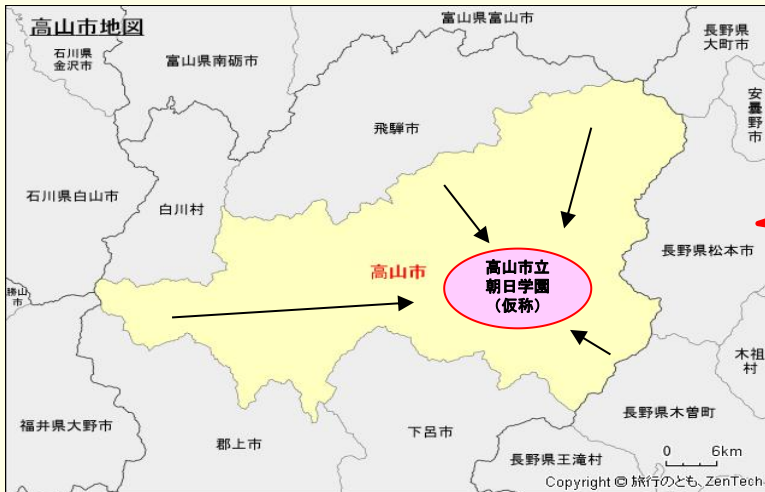 高山市地図
富山県富山市
長野県
大町市
石川県
金沢市
富山県南砺市
安曇野市
飛騨市
石川県白山市
白川村
長野県松本市
高山市
高山市立
朝日学園
（仮称）
勝山
市
木祖
村
福井県大野市
郡上市
下呂市
長野県木曽町
長野県王滝村
0 6km
Copyright © 旅行のとも、ZenTech